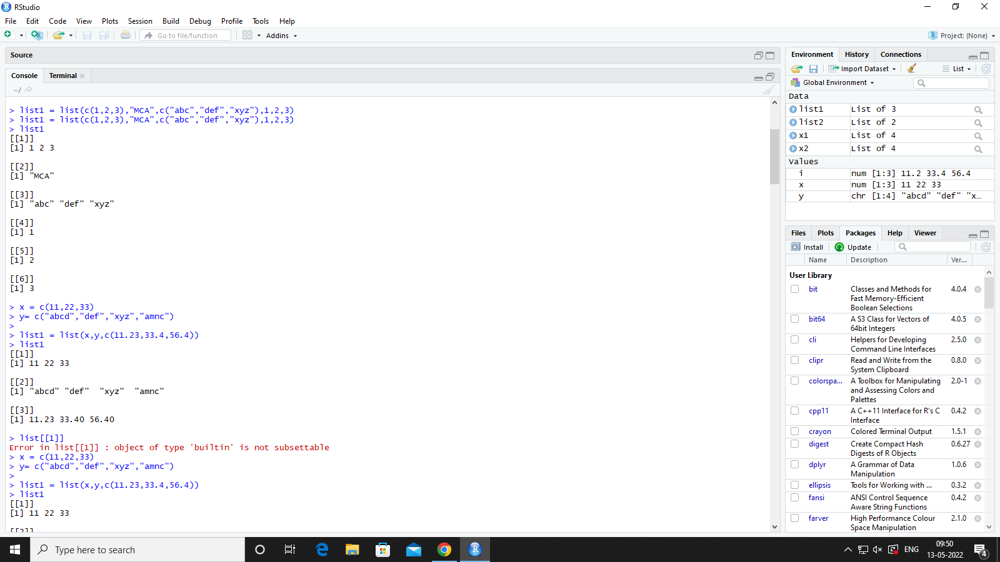 RStudio
File Edit Code View Plots Session Build Debug Profile Tools Help
Go to file/function Addins Project: (None)
Source
Console Terminal
~/
> list1 = list(c(1,2,3),"MCA",c("abc","def","xyz"),1,2,3)
> list1 = list(c(1,2,3),"MCA",c("abc","def","xyz"),1,2,3)
> list1
[[1]]
[1] 1 2 3
[[2]]
[1] "MCA"
[[3]]
[1] "abc" "def" "xyz"
[[4]]
[1] 1
[[5]]
[1] 2
[[6]]
[1] 3
> x = c(11,22,33)
> y= c("abcd","def","xyz","amnc")
>
> list1 = list(x,y,c(11.23,33.4,56.4))
> list1
[[1]]
[1] 11 22 33
[[2]]
[1] "abcd" "def"  "xyz"  "amnc"
[[3]]
[1] 11.23 33.40 56.40
> list[[1]]
Error in list[[1]] : object of type 'builtin' is not subsettable
> x = c(11,22,33)
> y= c("abcd","def","xyz","amnc")
>
> list1 = list(x,y,c(11.23,33.4,56.4))
> list1
[[1]]
[1] 11 22 33
[[2]]
Environment History Connections
Import Dataset List
Global Environment
Data
list1 List of 3
list2 List of 2
x1 List of 4
x2 List of 4
Values
i num [1:3] 11.2 33.4 56.4
x num [1:3] 11 22 33
y chr [1:4] "abcd" "def" "x…
Files Plots Packages Help Viewer
Install Update
Name Description Ver...
User Library
bit Classes and Methods for 4.0.4
Fast Memory-Efficient
Boolean Selections
bit64 A S3 Class for Vectors of 4.0.5
64bit Integers
cli Helpers for Developing 2.5.0
Command Line Interfaces
clipr Read and Write from the 0.8.0
System Clipboard
colorspa... A Toolbox for Manipulating 2.0-1
and Assessing Colors and
Palettes
cpp11 A C++11 Interface for R's C 0.4.2
Interface
crayon Colored Terminal Output 1.5.1
digest Create Compact Hash 0.6.27
Digests of R Objects
dplyr A Grammar of Data 1.0.6
Manipulation
ellipsis Tools for Working with ... 0.3.2
fansi ANSI Control Sequence 0.4.2
Aware String Functions
farver High Performance Colour 2.1.0
Space Manipulation
Type here to search
ENG
09:50
13-05-2022
4